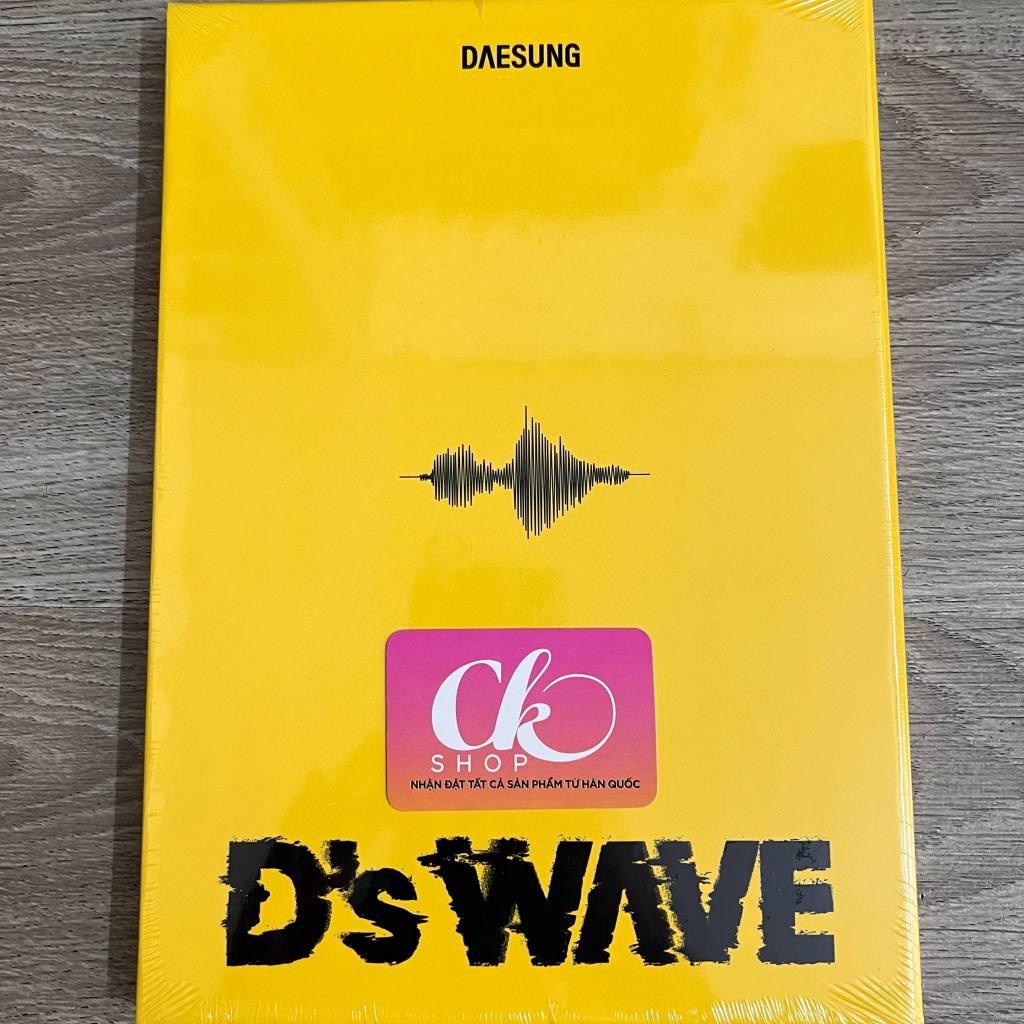 DAESUNG
ck
SHOP
NHẬN ĐẶT TẤT CẢ SẢN PHẨM TỪ HÀN QUỐC
D's WAVE